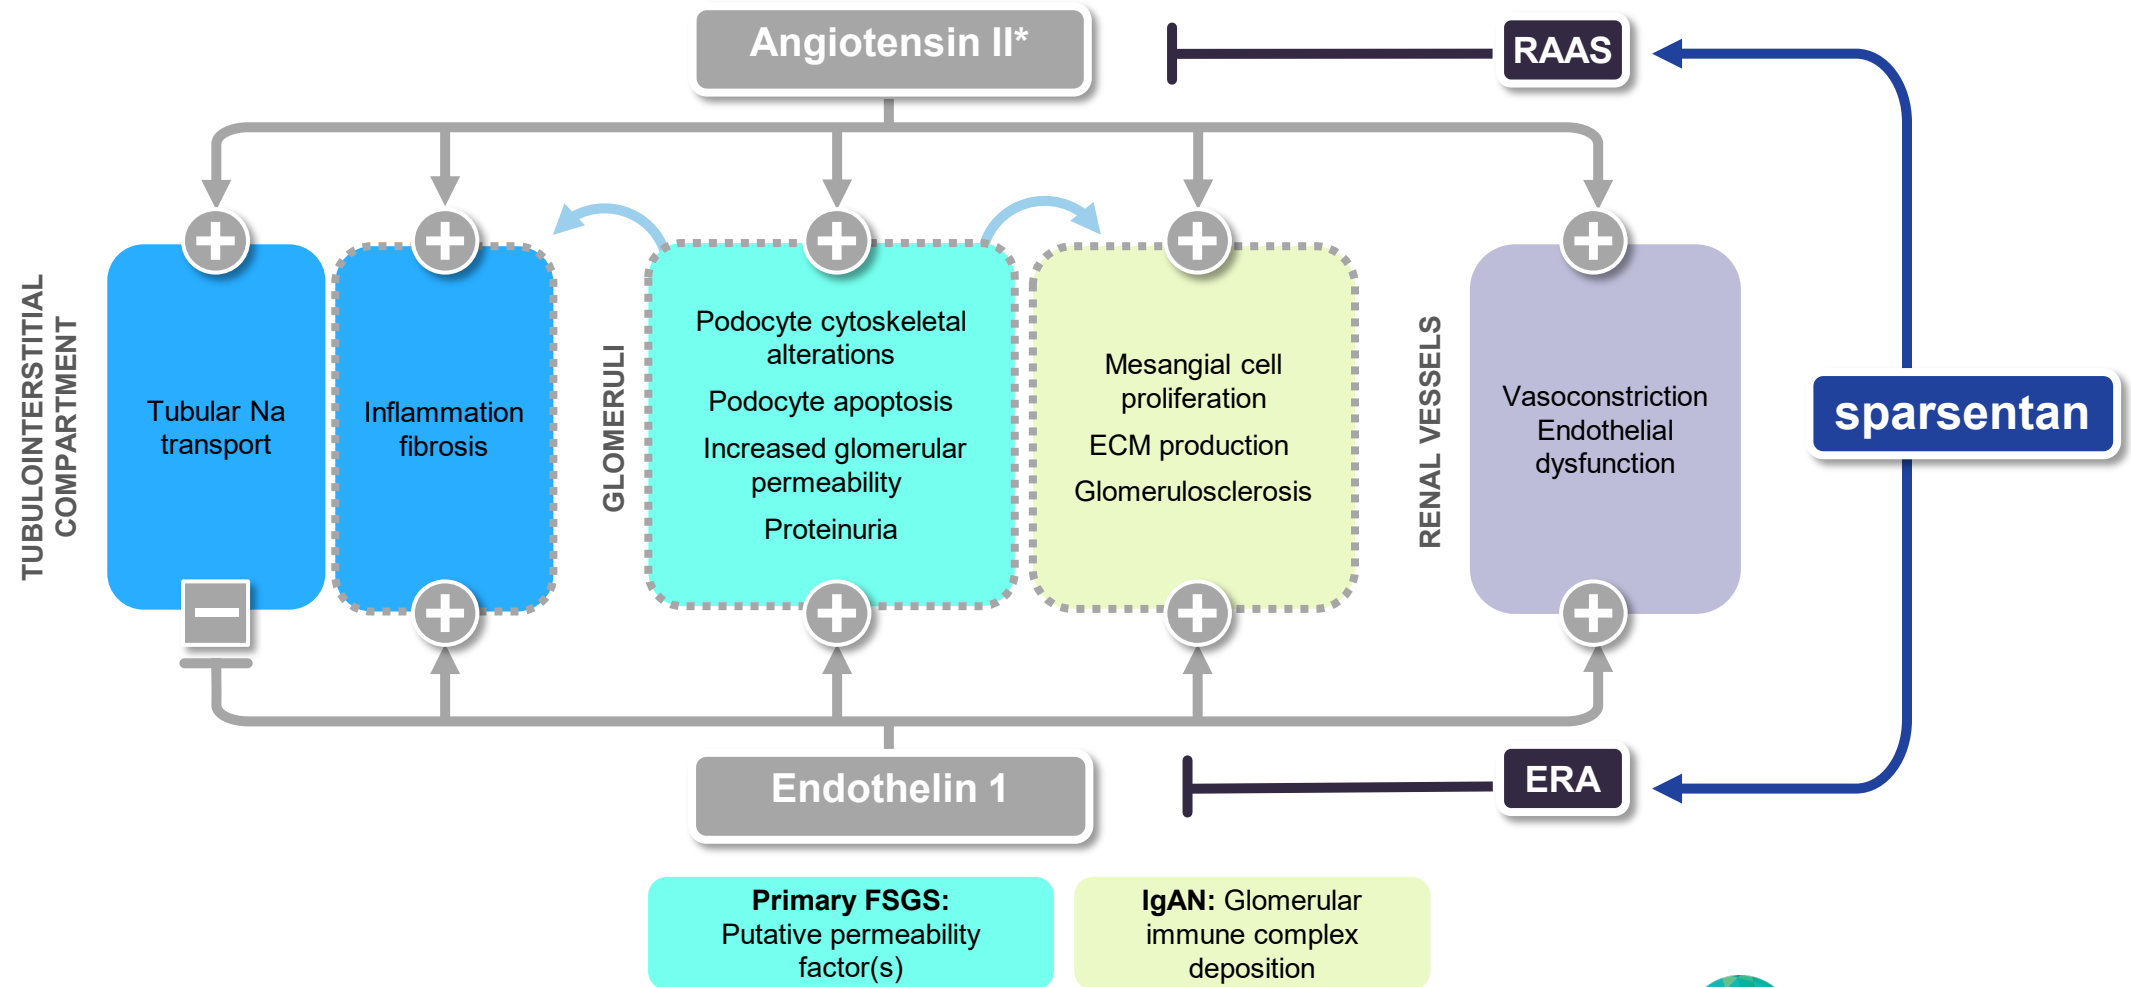 Angiotensin II*
RAAS
TUBULOINTERSTITIAL
COMPARTMENT
Tubular Na
transport
Inflammation
fibrosis
GLOMERULI
Podocyte cytoskeletal
alterations
Podocyte apoptosis
Increased glomerular
permeability
Proteinuria
Mesangial cell
proliferation
ECM production
Glomerulosclerosis
RENAL VESSELS
Vasoconstriction
Endothelial
dysfunction
sparsentan
Endothelin 1
ERA
Primary FSGS:
Putative permeability
factor(s)
IgAN: Glomerular
immune complex
deposition